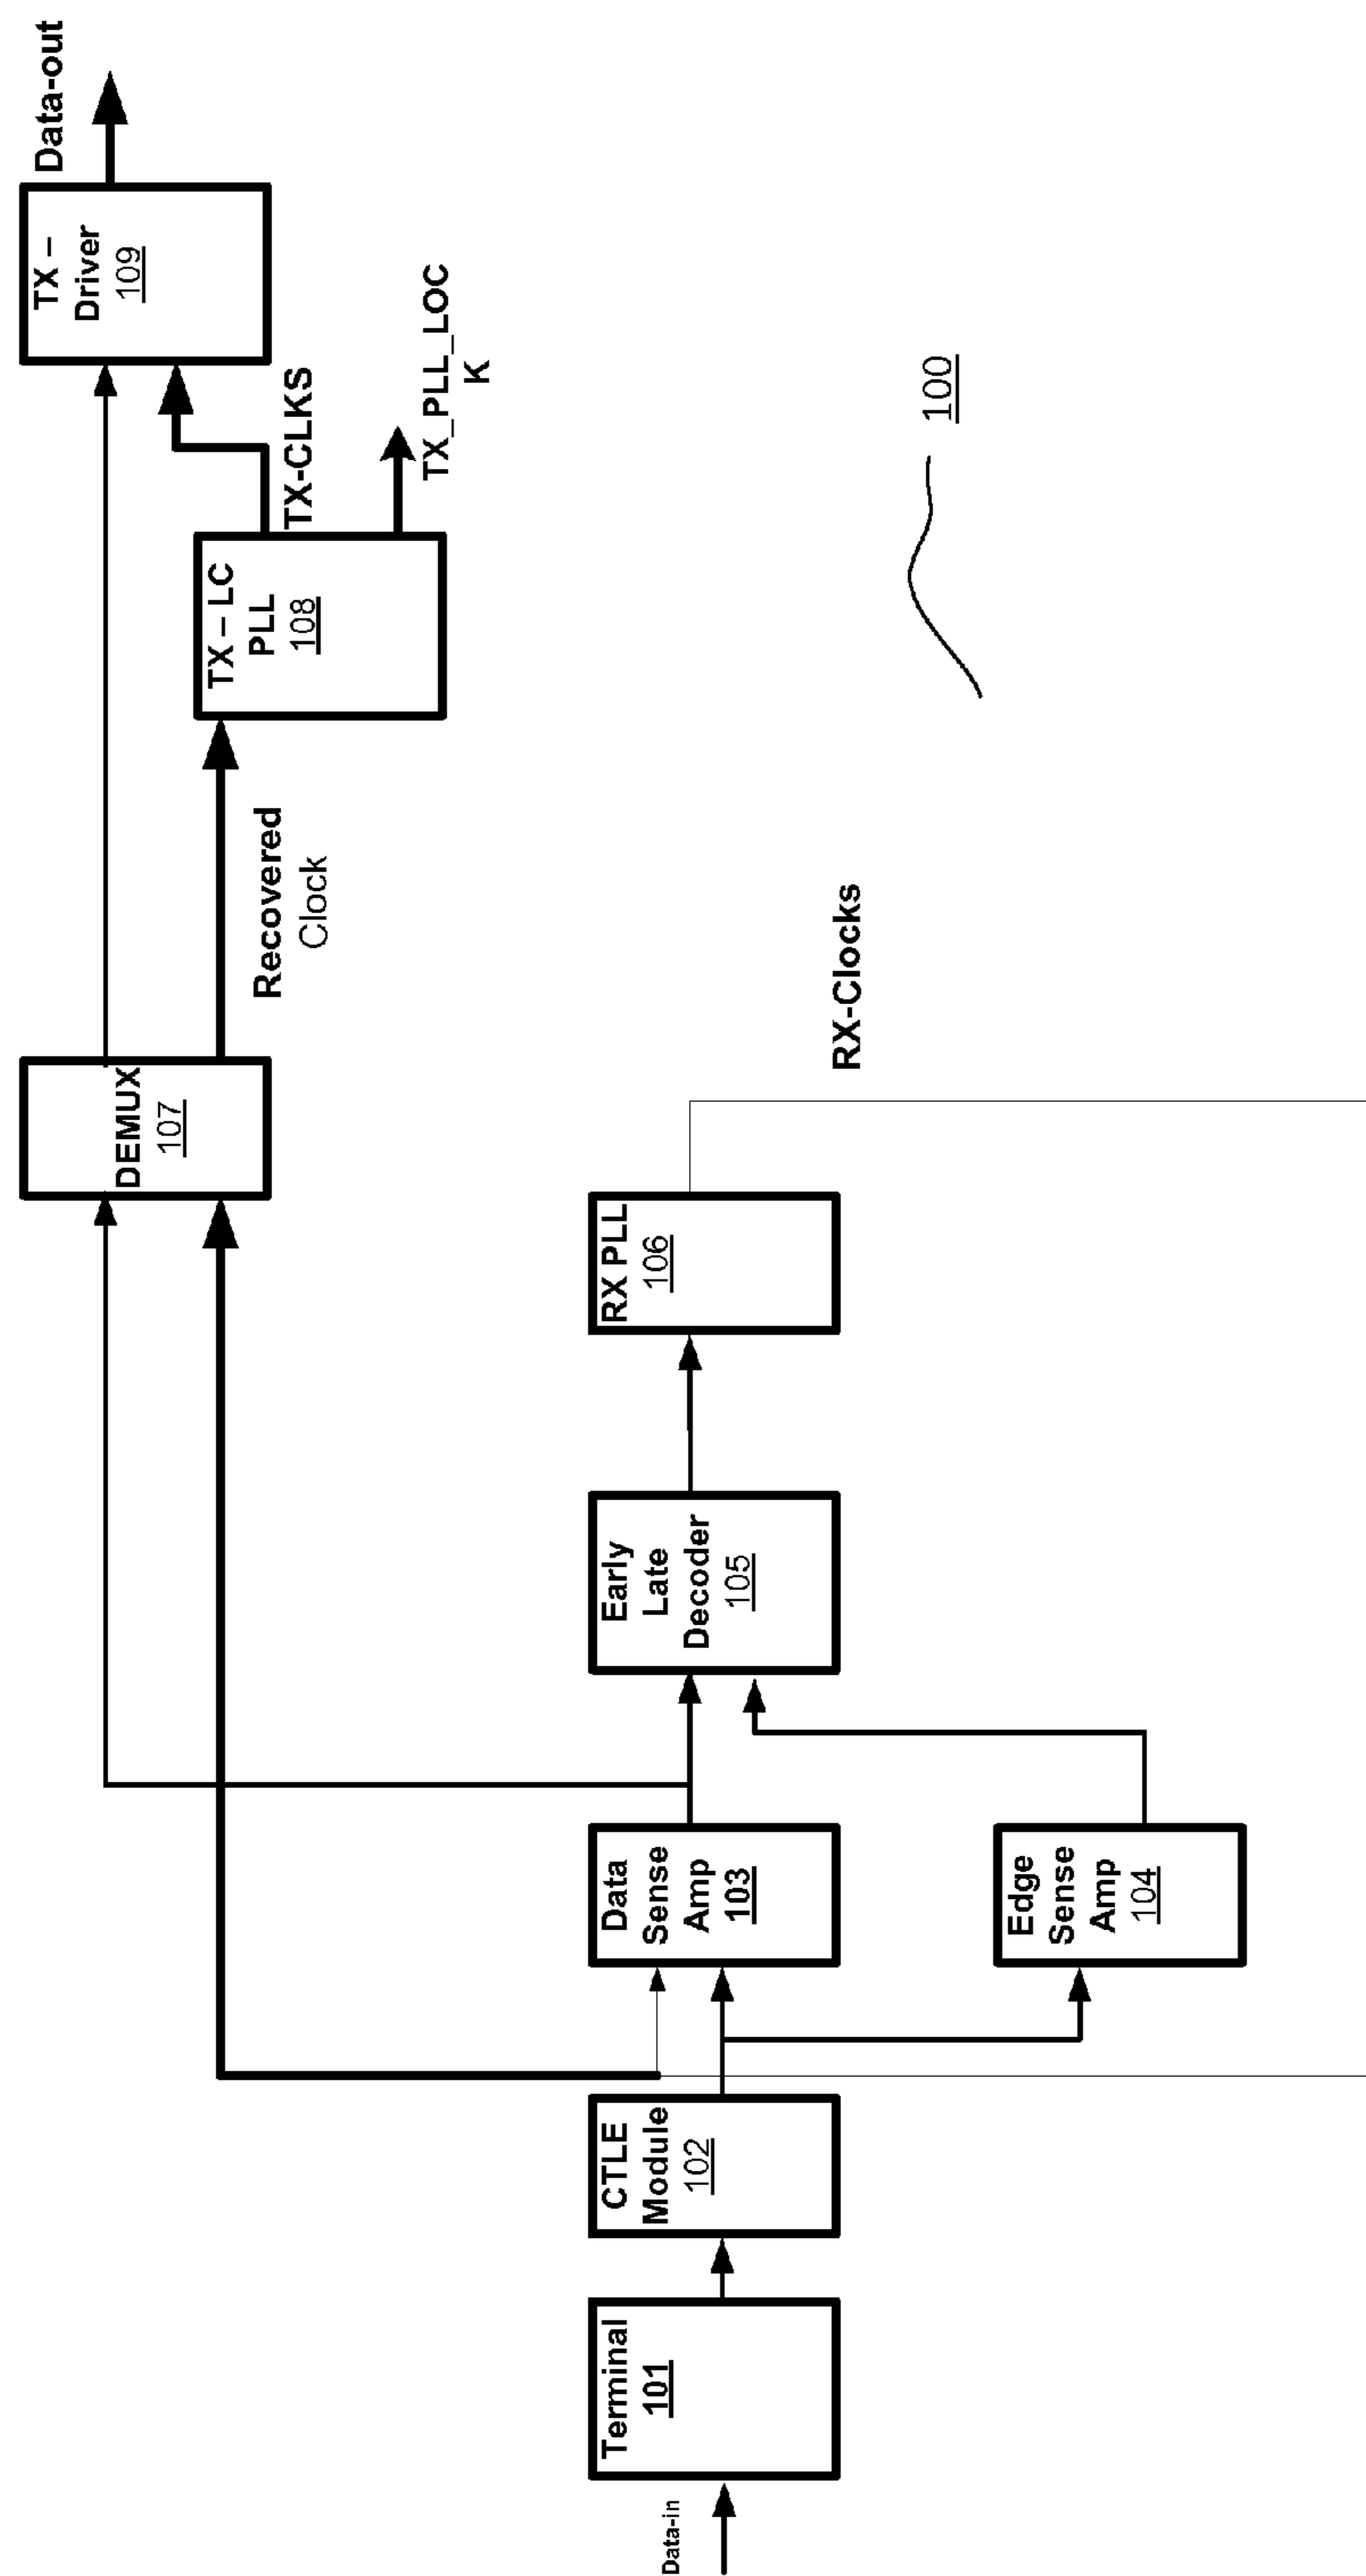 Data-in
Terminal
101
CTLE
Module
102
Data
Sense
Amp
103
Edge
Sense
Amp
104
Early
Late
Decoder
105
RX PLL
106
RX-Clocks
DEMUX
107
Recovered
Clock
TX – LC
PLL
108
TX-CLKS
TX_PLL_LOC
K
TX –
Driver
109
Data-out
100